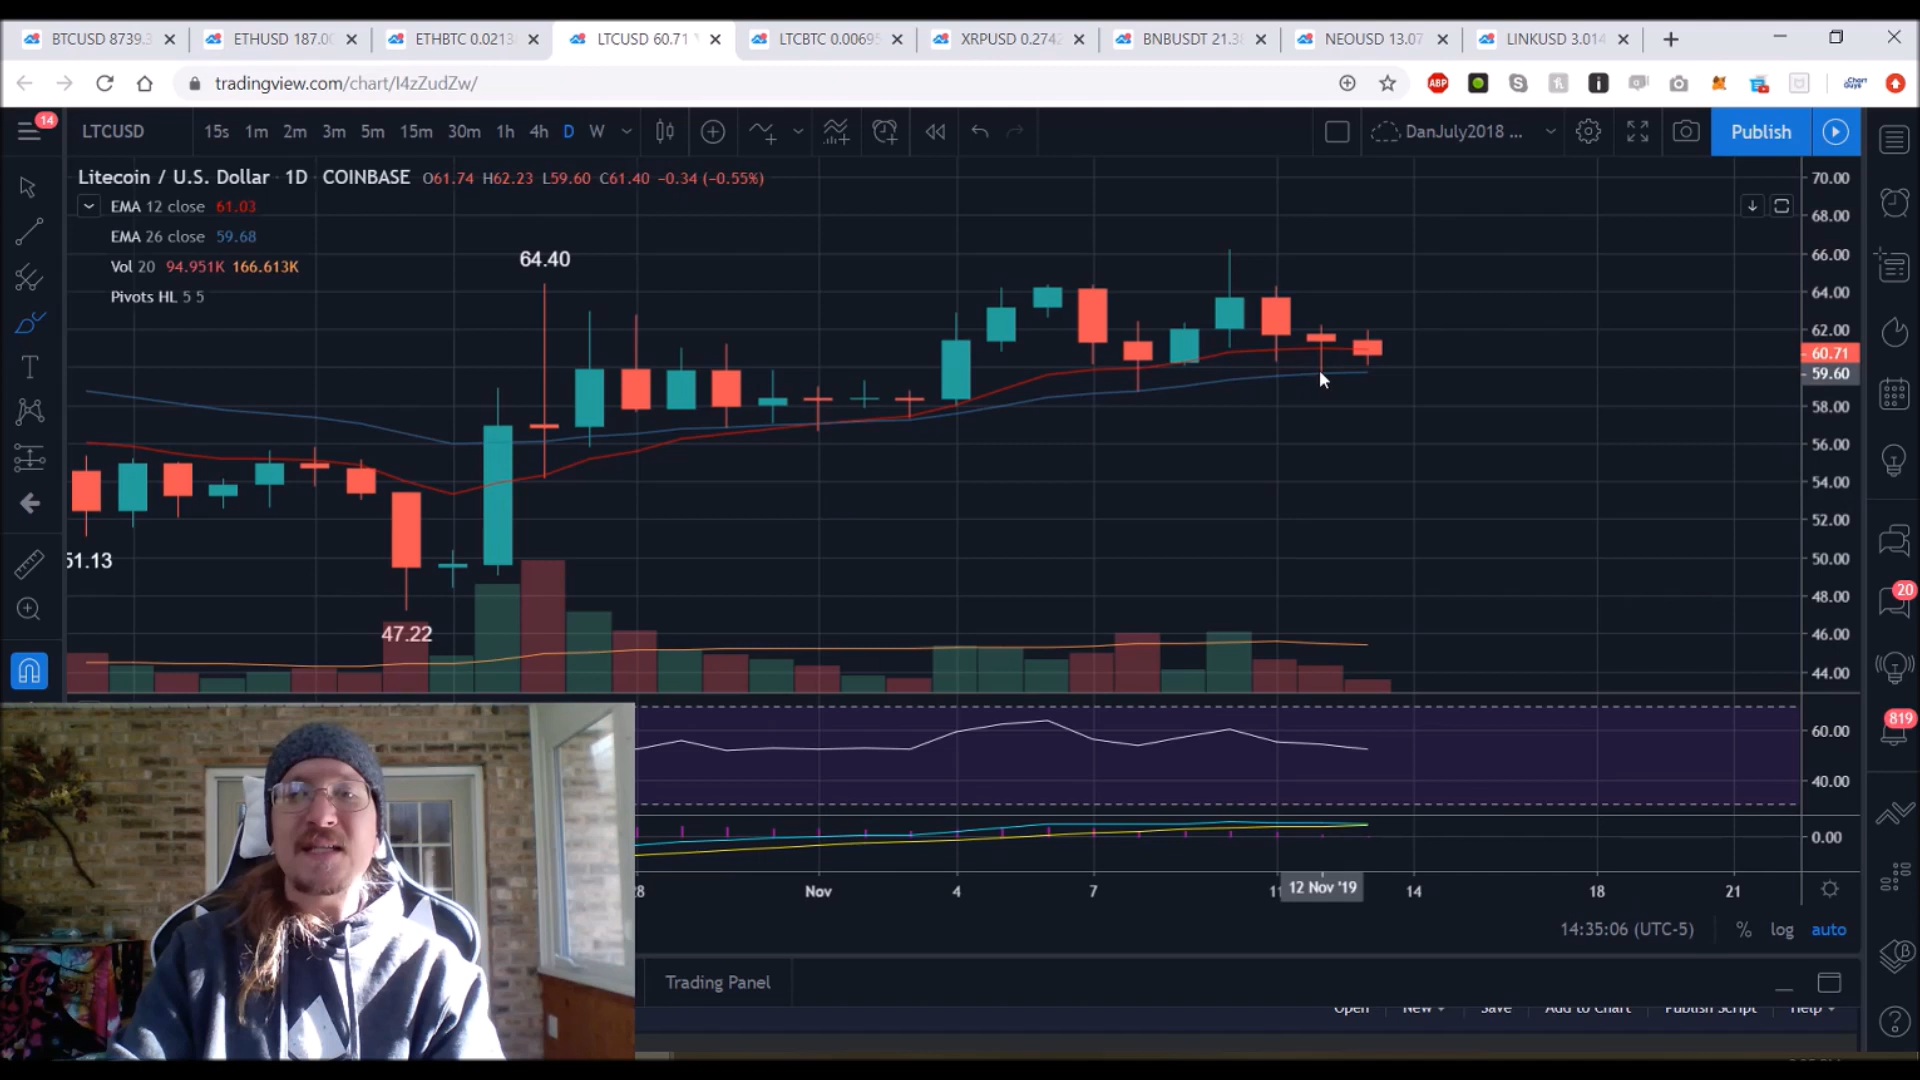 BTCUSD 8739.3
ETHUSD 187.00
ETHBTC 0.0213
LTCUSD 60.71
LTCBTC 0.0069
XRPUSD 0.2742
BNBUSDT 21.3
NEOUSD 13.07
LINKUSD 3.014
tradingview.com/chart/I4zZudZw/
ABP
14
LTCUSD
15s 1m 2m 3m 5m 15m 30m 1h 4h D W
DanJuly2018 ...
Publish
Litecoin / U.S. Dollar 1D COINBASE O61.74 H62.23 L59.60 C61.40 −0.34 (−0.55%)
EMA 12 close 61.03
EMA 26 close 59.68
Vol 20 94.951K 166.613K
Pivots HL 5 5
64.40
51.13
47.22
70.00
68.00
66.00
64.00
62.00
60.71
59.60
58.00
56.00
54.00
52.00
50.00
48.00
46.00
44.00
60.00
40.00
0.00
20
819
28 Nov 4 7 11 12 Nov '19 14 18 21
14:35:06 (UTC-5) % log auto
Trading Panel
Open New Save Add to Chart Publish Script Help